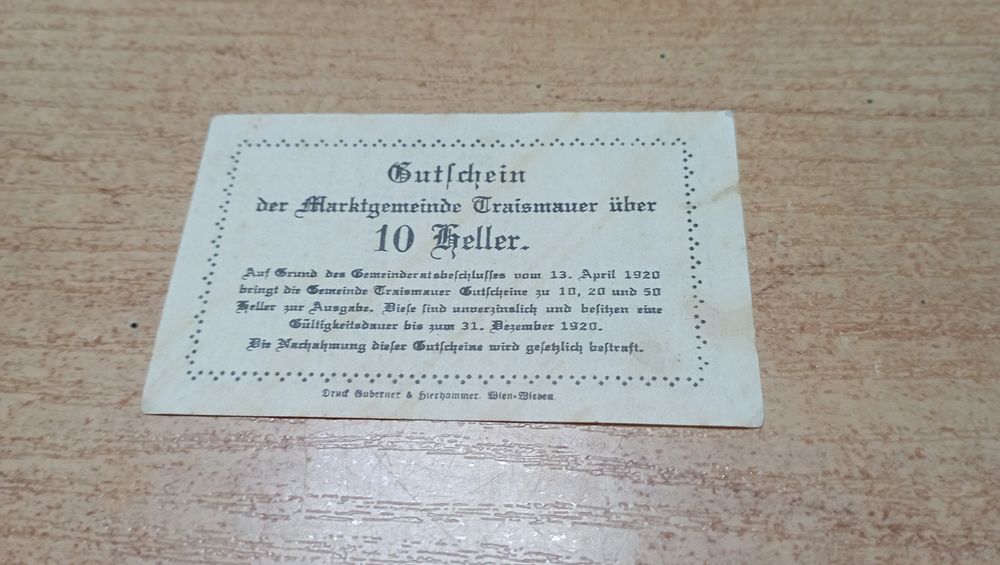 Gutſchein
der Marktgemeinde Traismauer über
10 Heller.
Auf Grund des Gemeinderatsbeſchluſſes vom 13. April 1920
bringt die Gemeinde Traismauer Gutſcheine zu 10, 20 und 50
Heller zur Ausgabe. Dieſe ſind unverzinslich und beſitzen eine
Gültigkeitsdauer bis zum 31. Dezember 1920.
Die Nachahmung dieſer Gutſcheine wird geſetzlich beſtraft.
Druck Guberner & Hierhammer. Wien-Wieden.